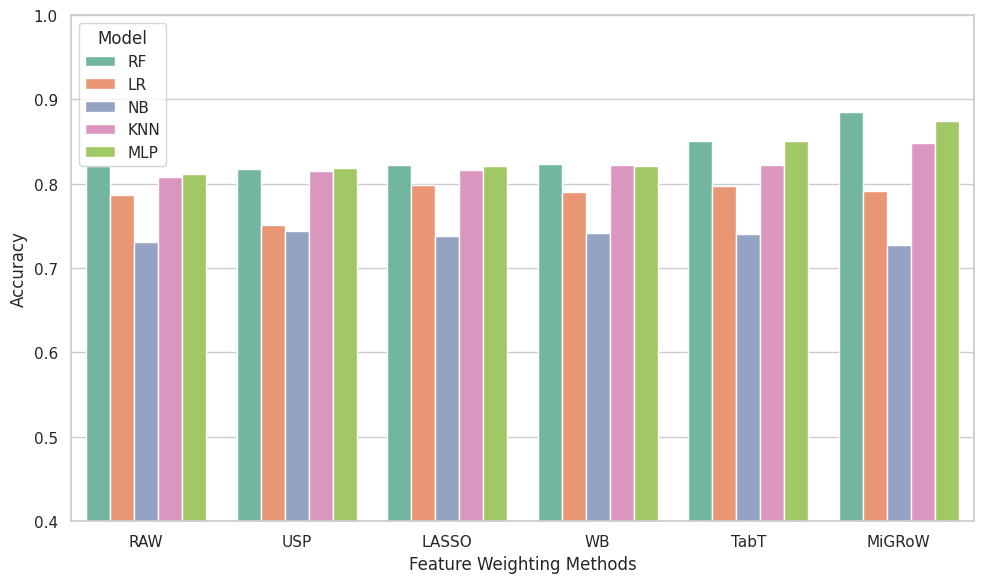 Model
RF
LR
NB
KNN
MLP
1.0
0.9
0.8
0.7
0.6
0.5
0.4
Accuracy
RAW USP LASSO WB TabT MiGRoW
Feature Weighting Methods